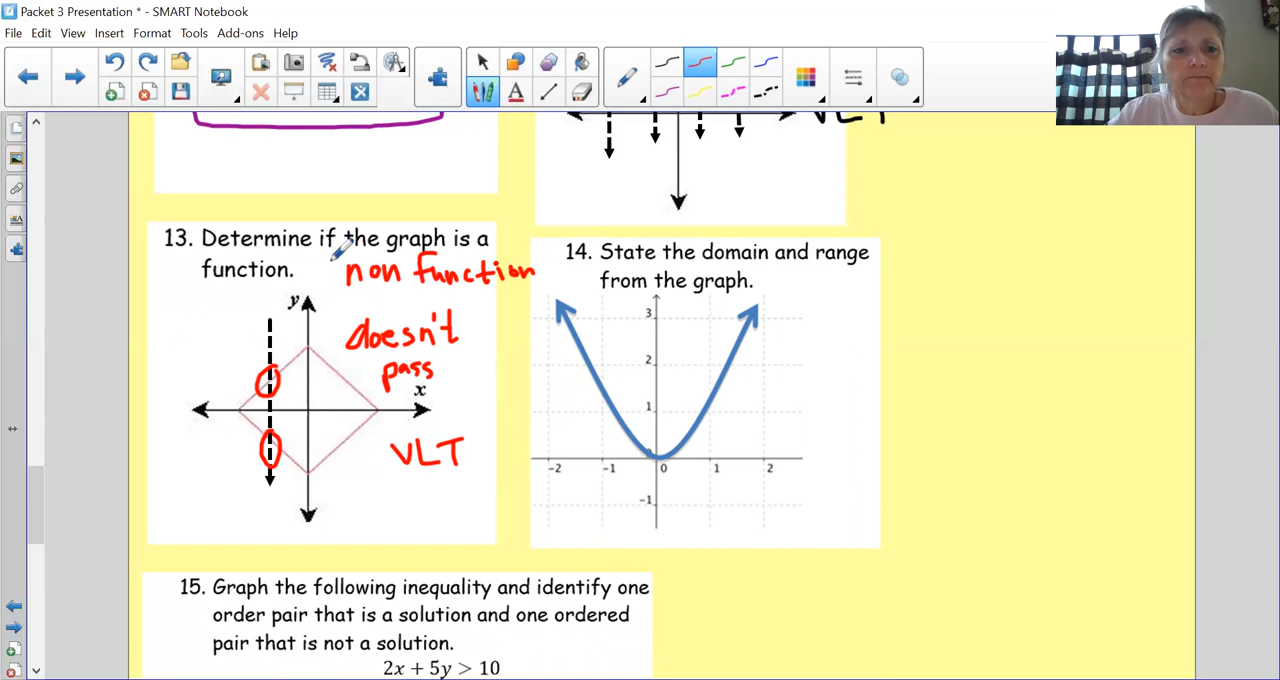 Packet 3 Presentation * - SMART Notebook
File Edit View Insert Format Tools Add-ons Help
VLT
13. Determine if the graph is a
function.
non function
y
doesn't
pass
x
VLT
14. State the domain and range
from the graph.
3
2
1
-2 -1 0 1 2
-1
15. Graph the following inequality and identify one
order pair that is a solution and one ordered
pair that is not a solution.
2x + 5y > 10